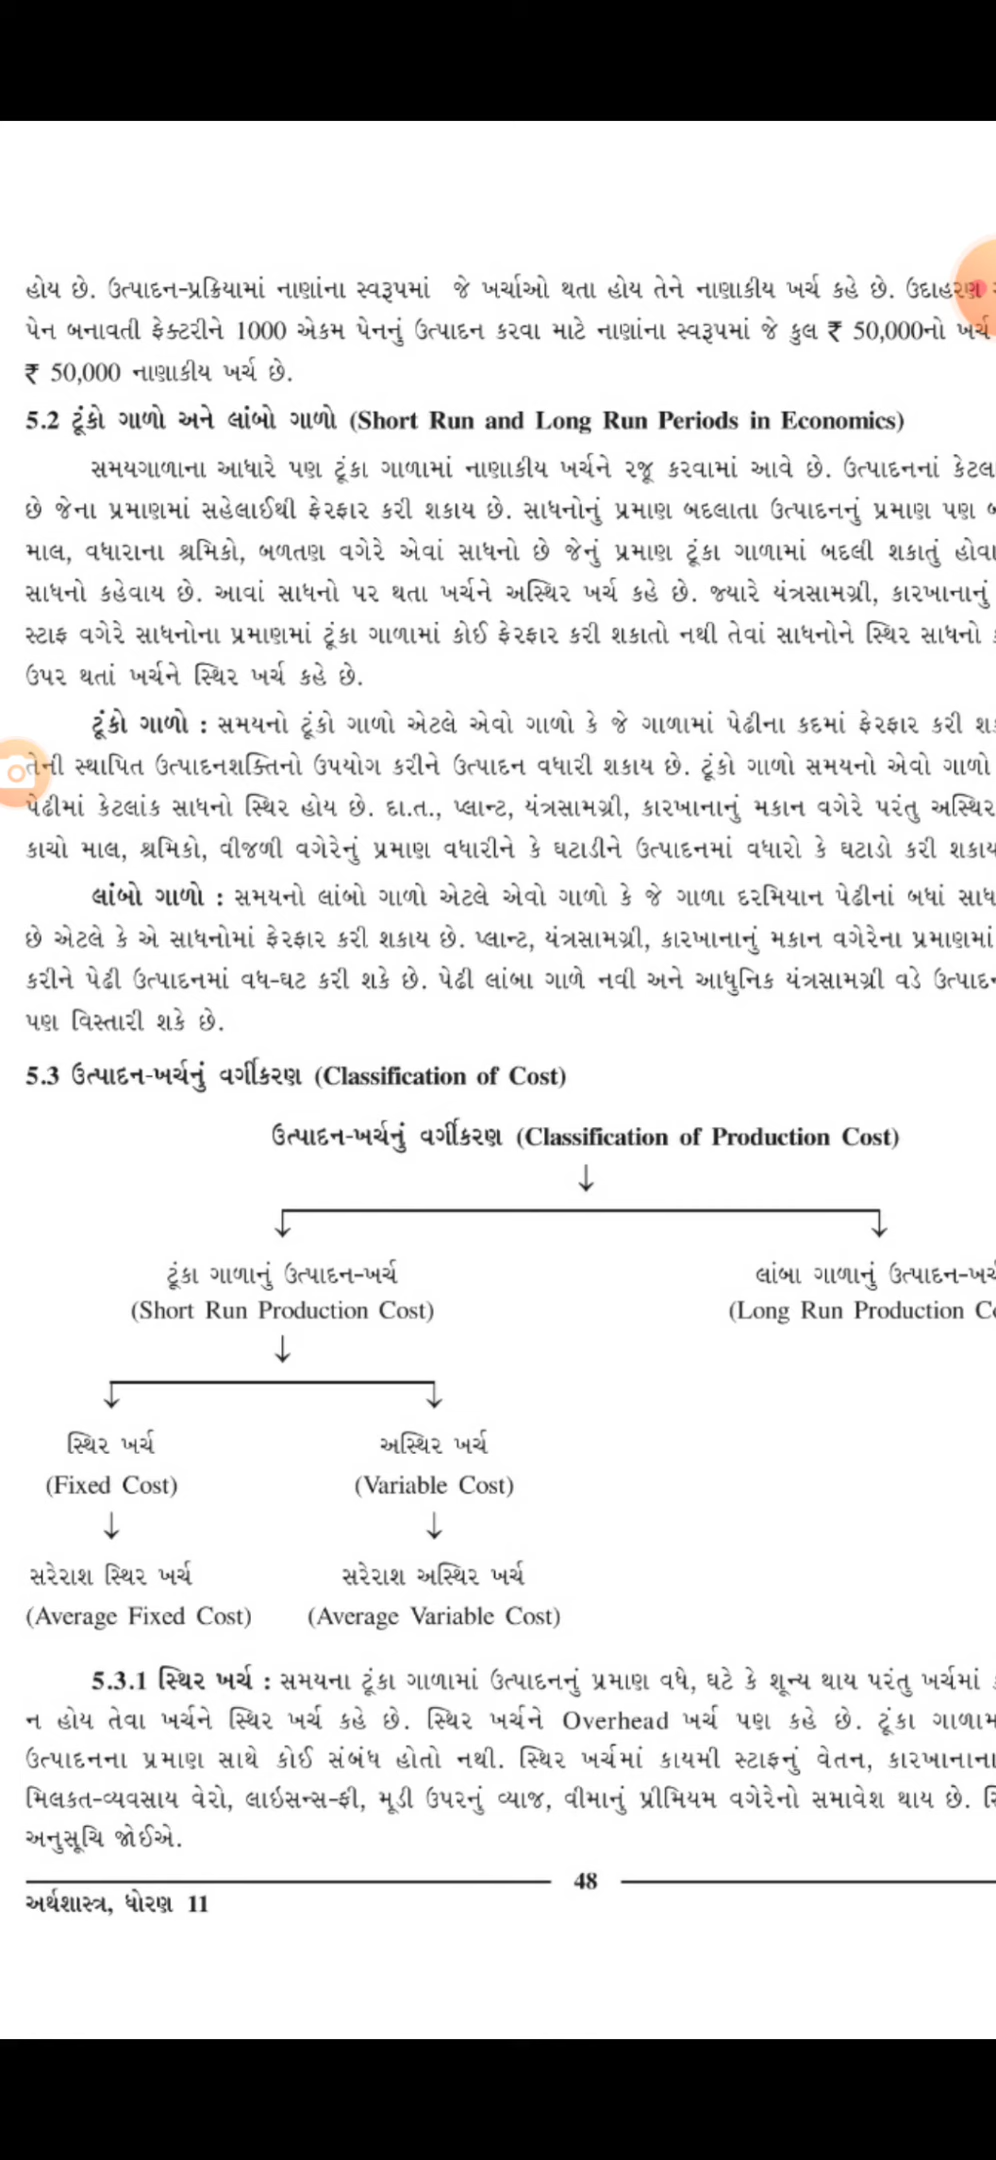 હોય છે. ઉત્પાદન-પ્રક્રિયામાં નાણાંના સ્વરૂપમાં જે ખર્ચાઓ થતા હોય તેને નાણાકીય ખર્ચ કહે છે. ઉદાહરણ
પેન બનાવતી ફેક્ટરીને 1000 એકમ પેનનું ઉત્પાદન કરવા માટે નાણાંના સ્વરૂપમાં જે કુલ ₹ 50,000નો ખર્ચ
₹ 50,000 નાણાકીય ખર્ચ છે.
5.2 ટૂંકો ગાળો અને લાંબો ગાળો (Short Run and Long Run Periods in Economics)
સમયગાળાના આધારે પણ ટૂંકા ગાળામાં નાણાકીય ખર્ચને રજૂ કરવામાં આવે છે. ઉત્પાદનનાં કેટલા
છે જેના પ્રમાણમાં સહેલાઈથી ફેરફાર કરી શકાય છે. સાધનોનું પ્રમાણ બદલાતા ઉત્પાદનનું પ્રમાણ પણ
માલ, વધારાના શ્રમિકો, બળતણ વગેરે એવાં સાધનો છે જેનું પ્રમાણ ટૂંકા ગાળામાં બદલી શકાતું હોવા
સાધનો કહેવાય છે. આવાં સાધનો પર થતા ખર્ચને અસ્થિર ખર્ચ કહે છે. જ્યારે યંત્રસામગ્રી, કારખાનાનું
સ્ટાફ વગેરે સાધનોના પ્રમાણમાં ટૂંકા ગાળામાં કોઈ ફેરફાર કરી શકાતો નથી તેવાં સાધનોને સ્થિર સાધનો
ઉપર થતાં ખર્ચને સ્થિર ખર્ચ કહે છે.
ટૂંકો ગાળો : સમયનો ટૂંકો ગાળો એટલે એવો ગાળો કે જે ગાળામાં પેઢીના કદમાં ફેરફાર કરી
તેની સ્થાપિત ઉત્પાદનશક્તિનો ઉપયોગ કરીને ઉત્પાદન વધારી શકાય છે. ટૂંકો ગાળો સમયનો એવો ગાળો
પેઢીમાં કેટલાંક સાધનો સ્થિર હોય છે. દા.ત., પ્લાન્ટ, યંત્રસામગ્રી, કારખાનાનું મકાન વગેરે પરંતુ અસ્થિર
કાચો માલ, શ્રમિકો, વીજળી વગેરેનું પ્રમાણ વધારીને કે ઘટાડીને ઉત્પાદનમાં વધારો કે ઘટાડો કરી શકાય
લાંબો ગાળો : સમયનો લાંબો ગાળો એટલે એવો ગાળો કે જે ગાળા દરમિયાન પેઢીનાં બધાં સાધ
છે એટલે કે એ સાધનોમાં ફેરફાર કરી શકાય છે. પ્લાન્ટ, યંત્રસામગ્રી, કારખાનાનું મકાન વગેરેના પ્રમાણમાં
કરીને પેઢી ઉત્પાદનમાં વધ-ઘટ કરી શકે છે. પેઢી લાંબા ગાળે નવી અને આધુનિક યંત્રસામગ્રી વડે ઉત્પાદન
પણ વિસ્તારી શકે છે.
5.3 ઉત્પાદન-ખર્ચનું વર્ગીકરણ (Classification of Cost)
ઉત્પાદન-ખર્ચનું વર્ગીકરણ (Classification of Production Cost)
ટૂંકા ગાળાનું ઉત્પાદન-ખર્ચ લાંબા ગાળાનું ઉત્પાદન-ખર્ચ
(Short Run Production Cost) (Long Run Production
સ્થિર ખર્ચ અસ્થિર ખર્ચ
(Fixed Cost) (Variable Cost)
સરેરાશ સ્થિર ખર્ચ સરેરાશ અસ્થિર ખર્ચ
(Average Fixed Cost) (Average Variable Cost)
5.3.1 સ્થિર ખર્ચ : સમયના ટૂંકા ગાળામાં ઉત્પાદનનું પ્રમાણ વધે, ઘટે કે શૂન્ય થાય પરંતુ ખર્ચમાં
ન હોય તેવા ખર્ચને સ્થિર ખર્ચ કહે છે. સ્થિર ખર્ચને Overhead ખર્ચ પણ કહે છે. ટૂંકા ગાળામ
ઉત્પાદનના પ્રમાણ સાથે કોઈ સંબંધ હોતો નથી. સ્થિર ખર્ચમાં કાયમી સ્ટાફનું વેતન, કારખાનાના
મિલકત-વ્યવસાય વેરો, લાઇસન્સ-ફી, મૂડી ઉપરનું વ્યાજ, વીમાનું પ્રીમિયમ વગેરેનો સમાવેશ થાય છે.
અનુસૂચિ જોઈએ.
48
અર્થશાસ્ત્ર, ધોરણ 11